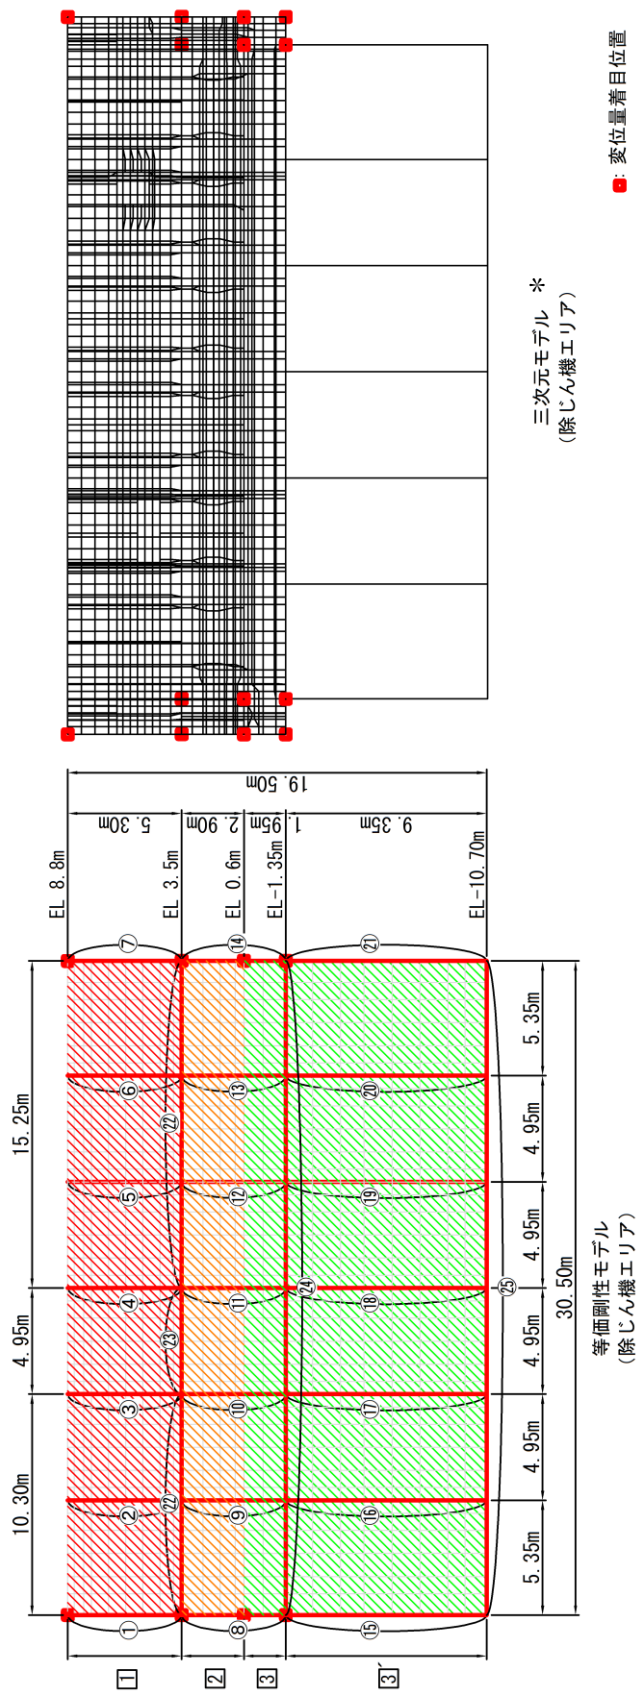 15.25m
4.95m
10.30m
EL 8.8m
EL 3.5m
EL 0.6m
EL-1.35m
EL-10.70m
5.30m
2.90m
1.95m
9.35m
19.50m
1
2
3
3´
①
②
③
④
⑤
⑥
⑦
㉒
㉓
㉒
⑧
⑨
⑩
⑪
⑫
⑬
⑭
㉔
⑮
⑯
⑰
⑱
⑲
⑳
㉑
㉕
5.35m
4.95m
4.95m
4.95m
4.95m
5.35m
30.50m
等価剛性モデル
(除じん機エリア)
三次元モデル *
(除じん機エリア)
: 変位量着目位置